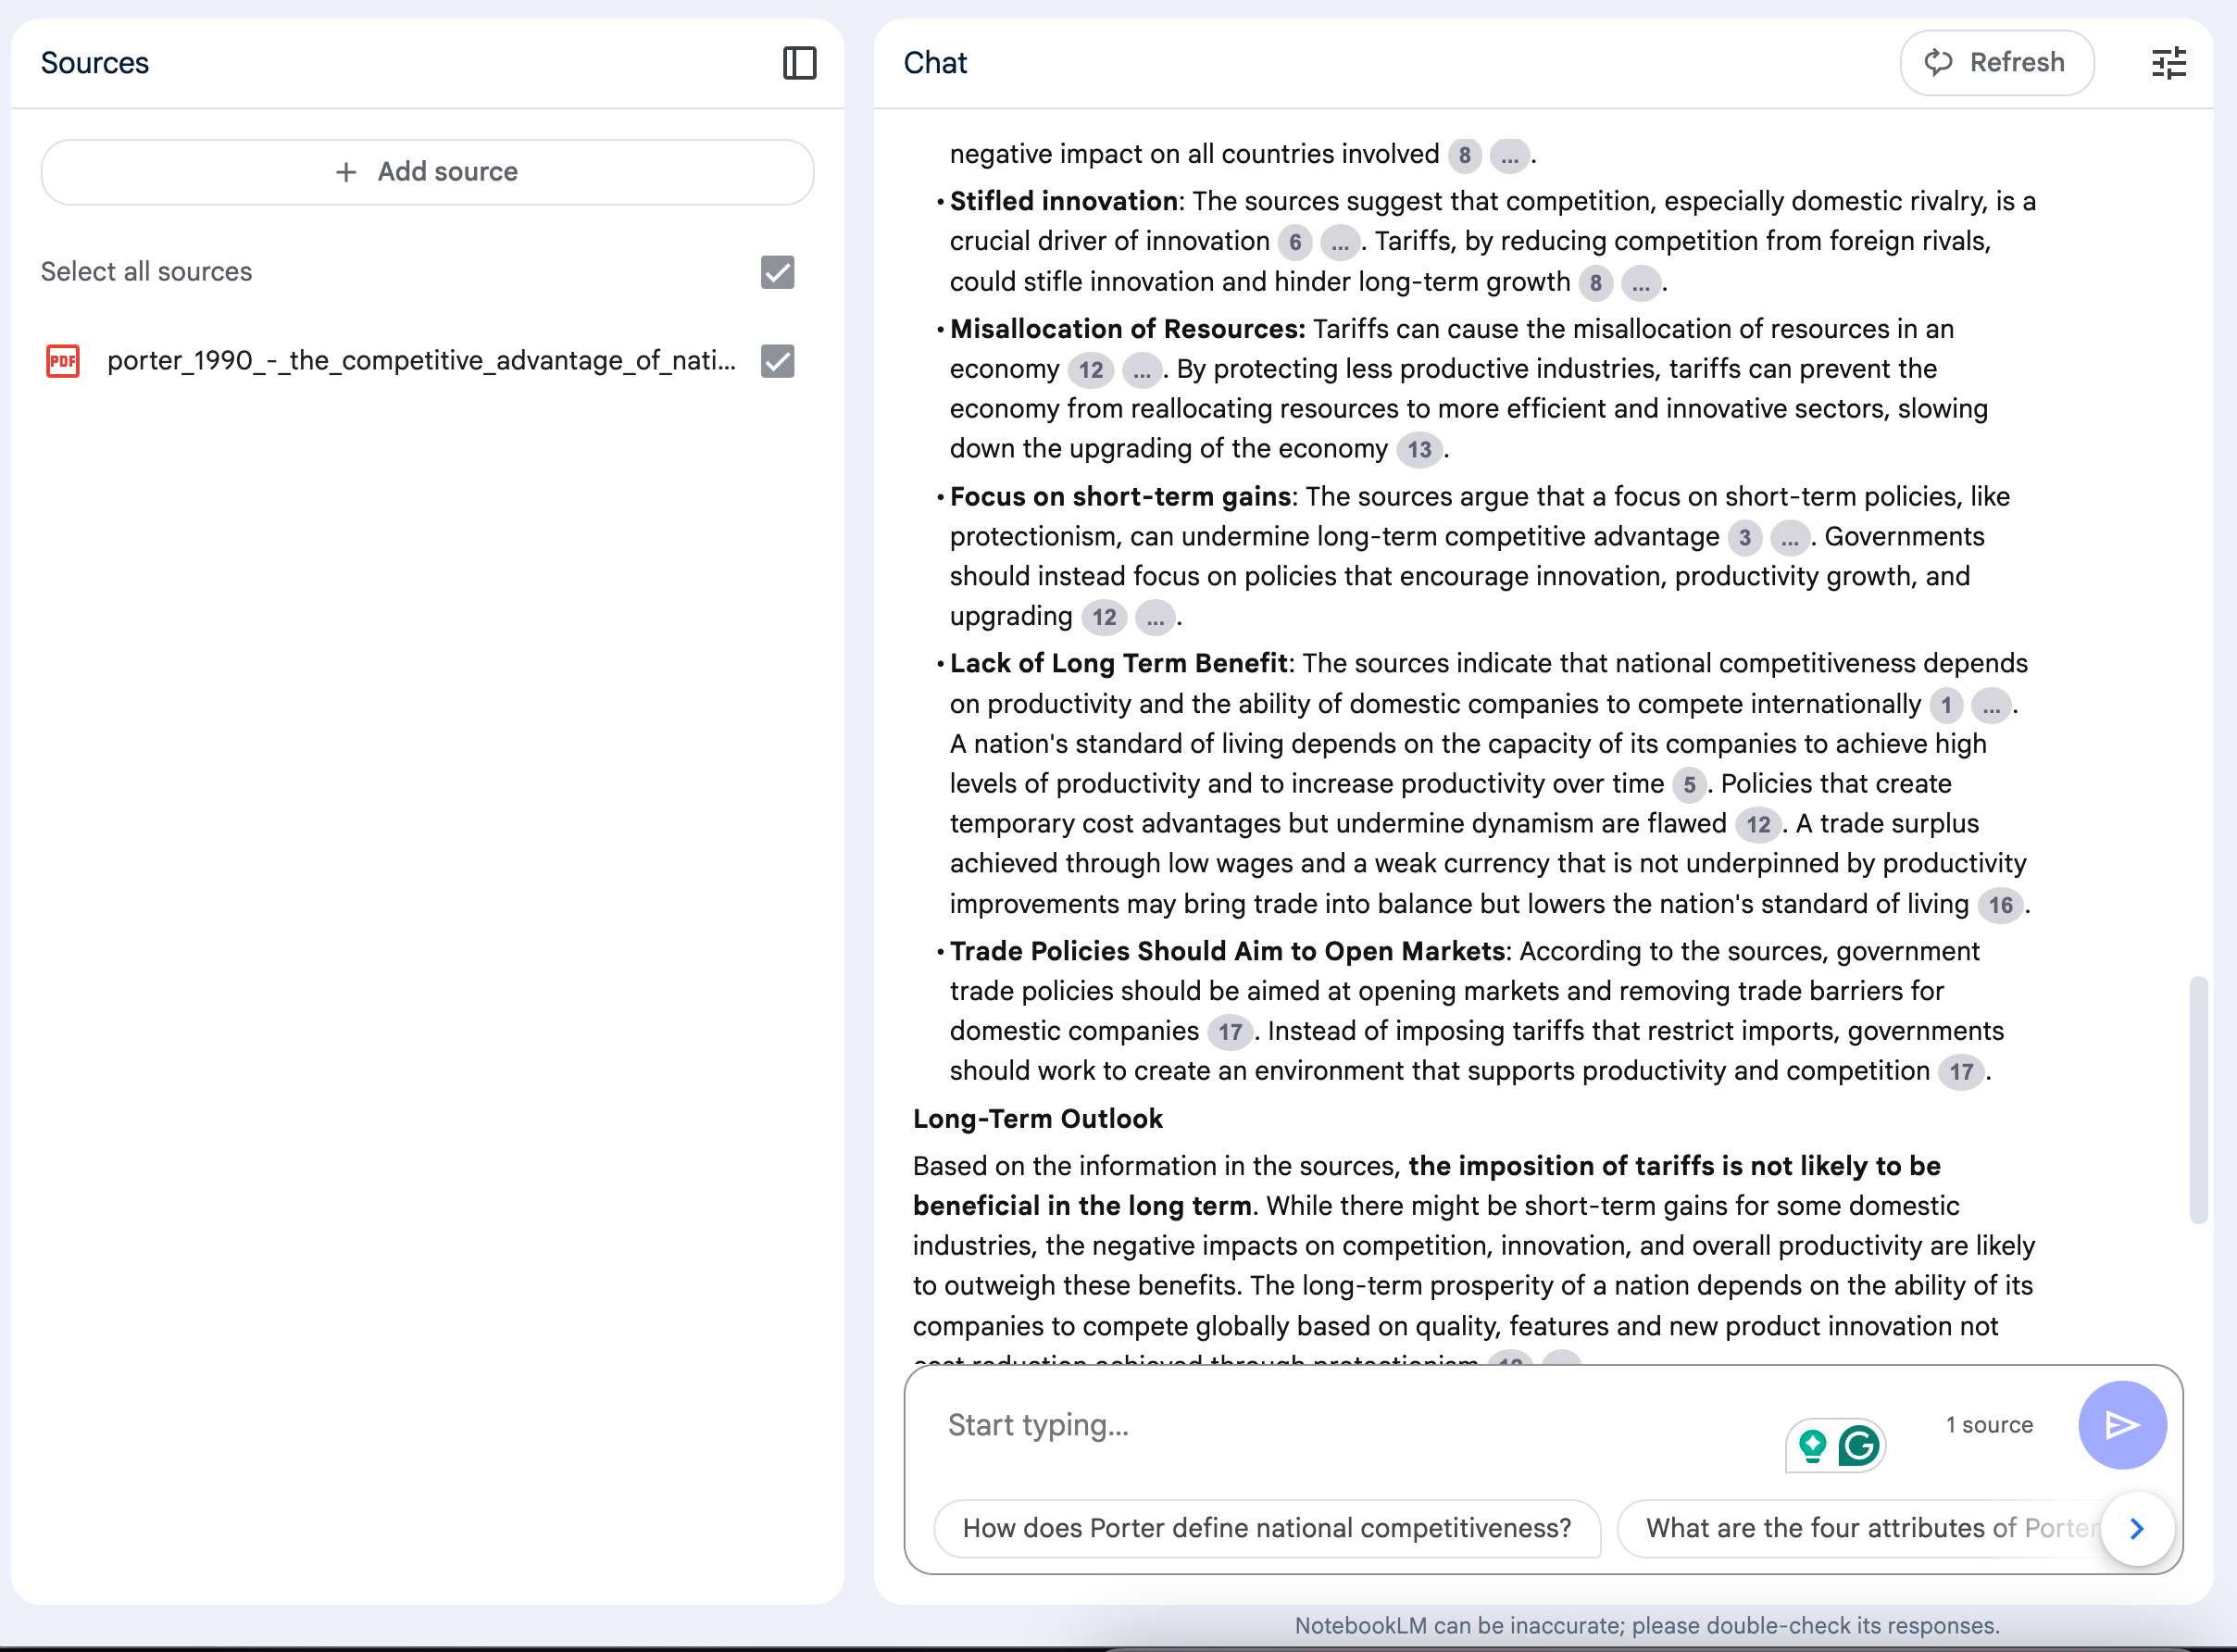 Sources
+ Add source
Select all sources
PDF porter_1990_-_the_competitive_advantage_of_nati...
Chat
Refresh
negative impact on all countries involved 8 ... .
• Stifled innovation: The sources suggest that competition, especially domestic rivalry, is a
crucial driver of innovation 6 ... . Tariffs, by reducing competition from foreign rivals,
could stifle innovation and hinder long-term growth 8 ... .
• Misallocation of Resources: Tariffs can cause the misallocation of resources in an
economy 12 ... . By protecting less productive industries, tariffs can prevent the
economy from reallocating resources to more efficient and innovative sectors, slowing
down the upgrading of the economy 13 .
• Focus on short-term gains: The sources argue that a focus on short-term policies, like
protectionism, can undermine long-term competitive advantage 3 ... . Governments
should instead focus on policies that encourage innovation, productivity growth, and
upgrading 12 ... .
• Lack of Long Term Benefit: The sources indicate that national competitiveness depends
on productivity and the ability of domestic companies to compete internationally 1 ... .
A nation's standard of living depends on the capacity of its companies to achieve high
levels of productivity and to increase productivity over time 5 . Policies that create
temporary cost advantages but undermine dynamism are flawed 12 . A trade surplus
achieved through low wages and a weak currency that is not underpinned by productivity
improvements may bring trade into balance but lowers the nation's standard of living 16 .
• Trade Policies Should Aim to Open Markets: According to the sources, government
trade policies should be aimed at opening markets and removing trade barriers for
domestic companies 17 . Instead of imposing tariffs that restrict imports, governments
should work to create an environment that supports productivity and competition 17 .
Long-Term Outlook
Based on the information in the sources, the imposition of tariffs is not likely to be
beneficial in the long term. While there might be short-term gains for some domestic
industries, the negative impacts on competition, innovation, and overall productivity are likely
to outweigh these benefits. The long-term prosperity of a nation depends on the ability of its
companies to compete globally based on quality, features and new product innovation not
cost reduction achieved through protectionism
Start typing...
1 source
How does Porter define national competitiveness?
What are the four attributes of Porter
NotebookLM can be inaccurate; please double-check its responses.